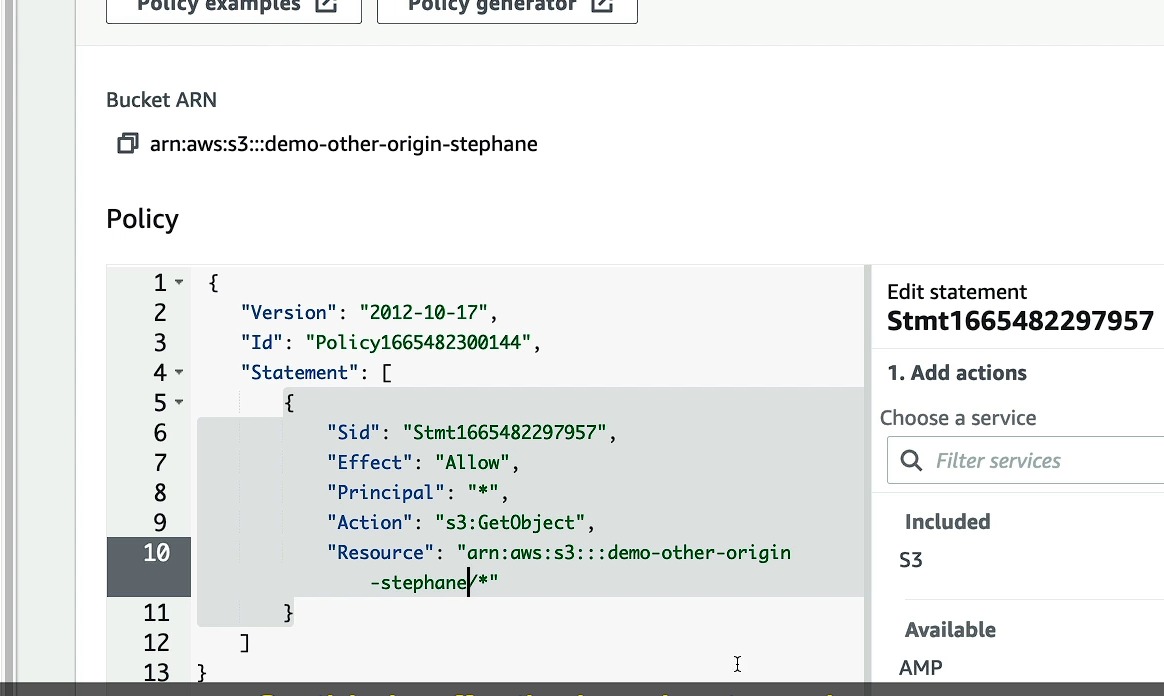 Policy examples
Policy generator
Bucket ARN
arn:aws:s3:::demo-other-origin-stephane
Policy
1 {
2 "Version": "2012-10-17",
3 "Id": "Policy1665482300144",
4 "Statement": [
5 {
6 "Sid": "Stmt1665482297957",
7 "Effect": "Allow",
8 "Principal": "*",
9 "Action": "s3:GetObject",
10 "Resource": "arn:aws:s3:::demo-other-origin
-stephane/*"
11 }
12 ]
13 }
Edit statement
Stmt1665482297957
1. Add actions
Choose a service
Filter services
Included
S3
Available
AMP